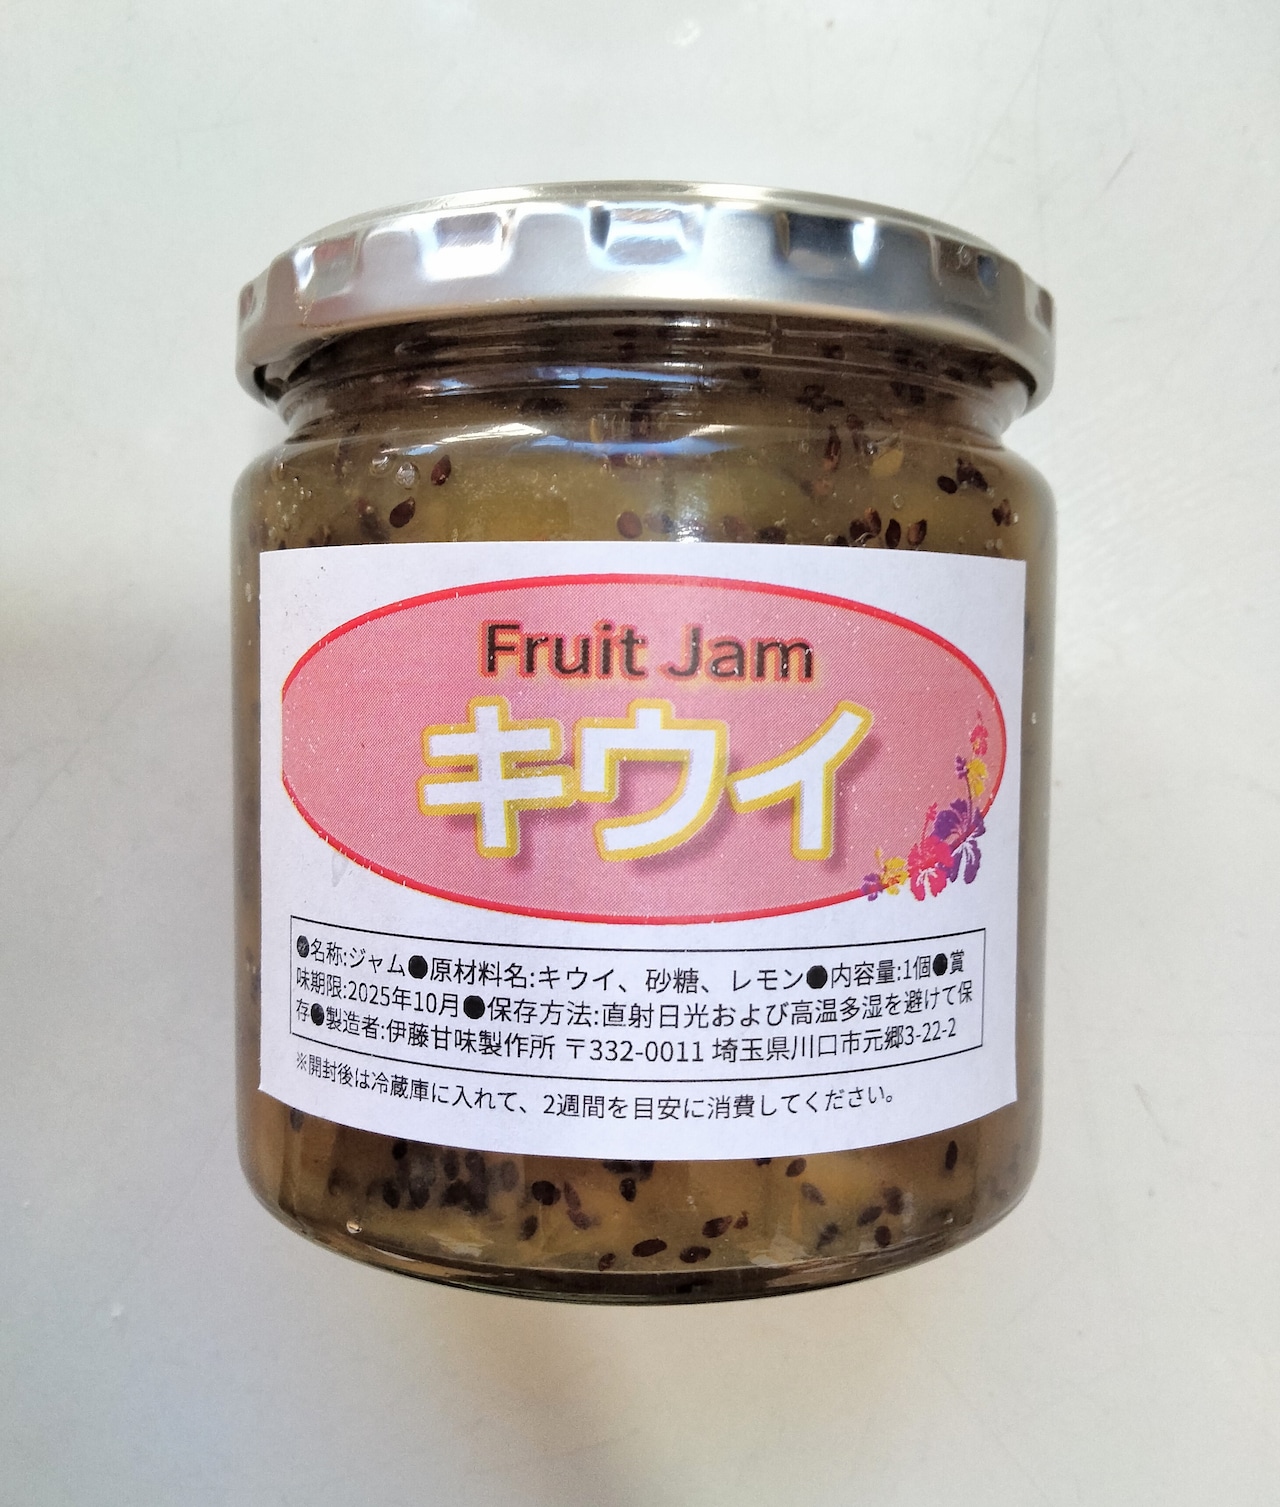 Fruit Jam
キウイ
●名称:ジャム●原材料名:キウイ、砂糖、レモン●内容量:1個●賞
味期限:2025年10月●保存方法:直射日光および高温多湿を避けて保
存●製造者:伊藤甘味製作所 〒332-0011 埼玉県川口市元郷3-22-2
※開封後は冷蔵庫に入れて、2週間を目安に消費してください。